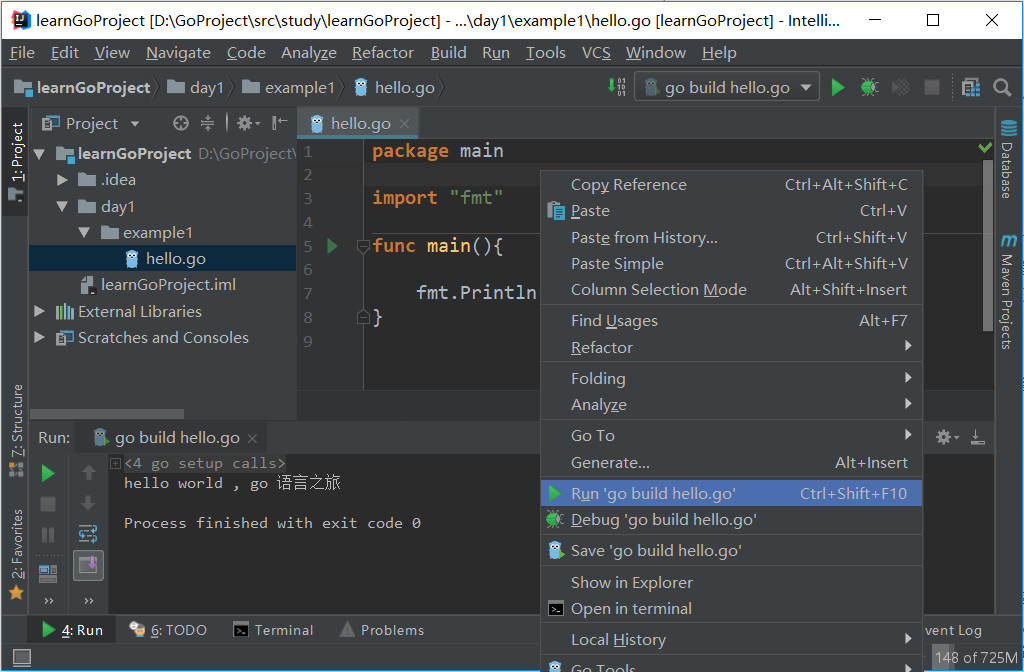 learnGoProject [D:\GoProject\src\study\learnGoProject] - ...\day1\example1\hello.go [learnGoProject] - Intelli...
File Edit View Navigate Code Analyze Refactor Build Run Tools VCS Window Help
learnGoProject day1 example1 hello.go go build hello.go
1: Project
Project
learnGoProject D:\GoProject\
.idea
day1
example1
hello.go
learnGoProject.iml
External Libraries
Scratches and Consoles
hello.go
1 package main
2
3 import "fmt"
4
5 func main(){
6
7 fmt.Println
8 }
9
Copy Reference Ctrl+Alt+Shift+C
Paste Ctrl+V
Paste from History... Ctrl+Shift+V
Paste Simple Ctrl+Alt+Shift+V
Column Selection Mode Alt+Shift+Insert
Find Usages Alt+F7
Refactor
Folding
Analyze
Go To
Generate... Alt+Insert
Run 'go build hello.go' Ctrl+Shift+F10
Debug 'go build hello.go'
Save 'go build hello.go'
Show in Explorer
Open in terminal
Local History
Go Tools
Database
m Maven Projects
7: Structure
2: Favorites
Run: go build hello.go
<4 go setup calls>
hello world , go 语言之旅
Process finished with exit code 0
4: Run 6: TODO Terminal Problems vent Log
148 of 725M